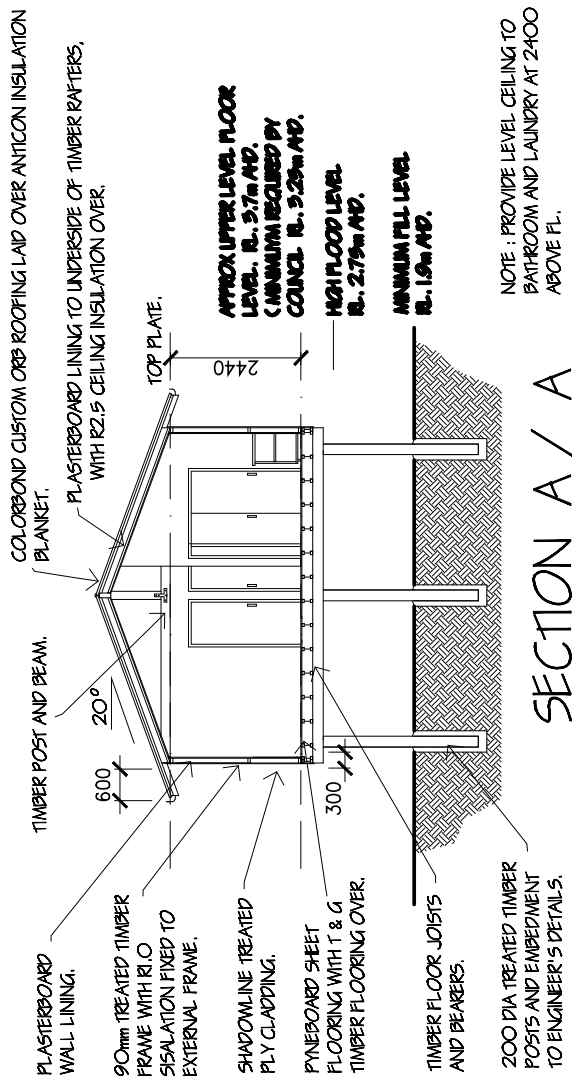 COLORBOND CUSTOM ORB ROOFING LAID OVER ANTICON INSULATION
BLANKET.
PLASTERBOARD LINING TO UNDERSIDE OF TIMBER RAFTERS,
WITH R2.5 CEILING INSULATION OVER.
TIMBER POST AND BEAM.
20°
600
TOP PLATE.
2440
PLASTERBOARD
WALL LINING.
90mm TREATED TIMBER
FRAME WITH R1.0
SISALATION FIXED TO
EXTERNAL FRAME.
SHADOWLINE TREATED
PLY CLADDING.
PYNEBOARD SHEET
FLOORING WITH T & G
TIMBER FLOORING OVER.
300
TIMBER FLOOR JOISTS
AND BEARERS.
200 DIA TREATED TIMBER
POSTS AND EMBEDMENT
TO ENGINEER'S DETAILS.
APPROX UPPER LEVEL FLOOR
LEVEL. RL. 3.7m AHD.
( MINIMUYM REQUIRED BY
COUNCIL RL. 3.25m AHD.
HIGH FLOOD LEVEL
RL. 2.75m AHD.
MINIMUM FILL LEVEL
RL. 1.9m AHD.
NOTE : PROVIDE LEVEL CEILING TO
BATHROOM AND LAUNDRY AT 2400
ABOVE FL.
SECTION A / A